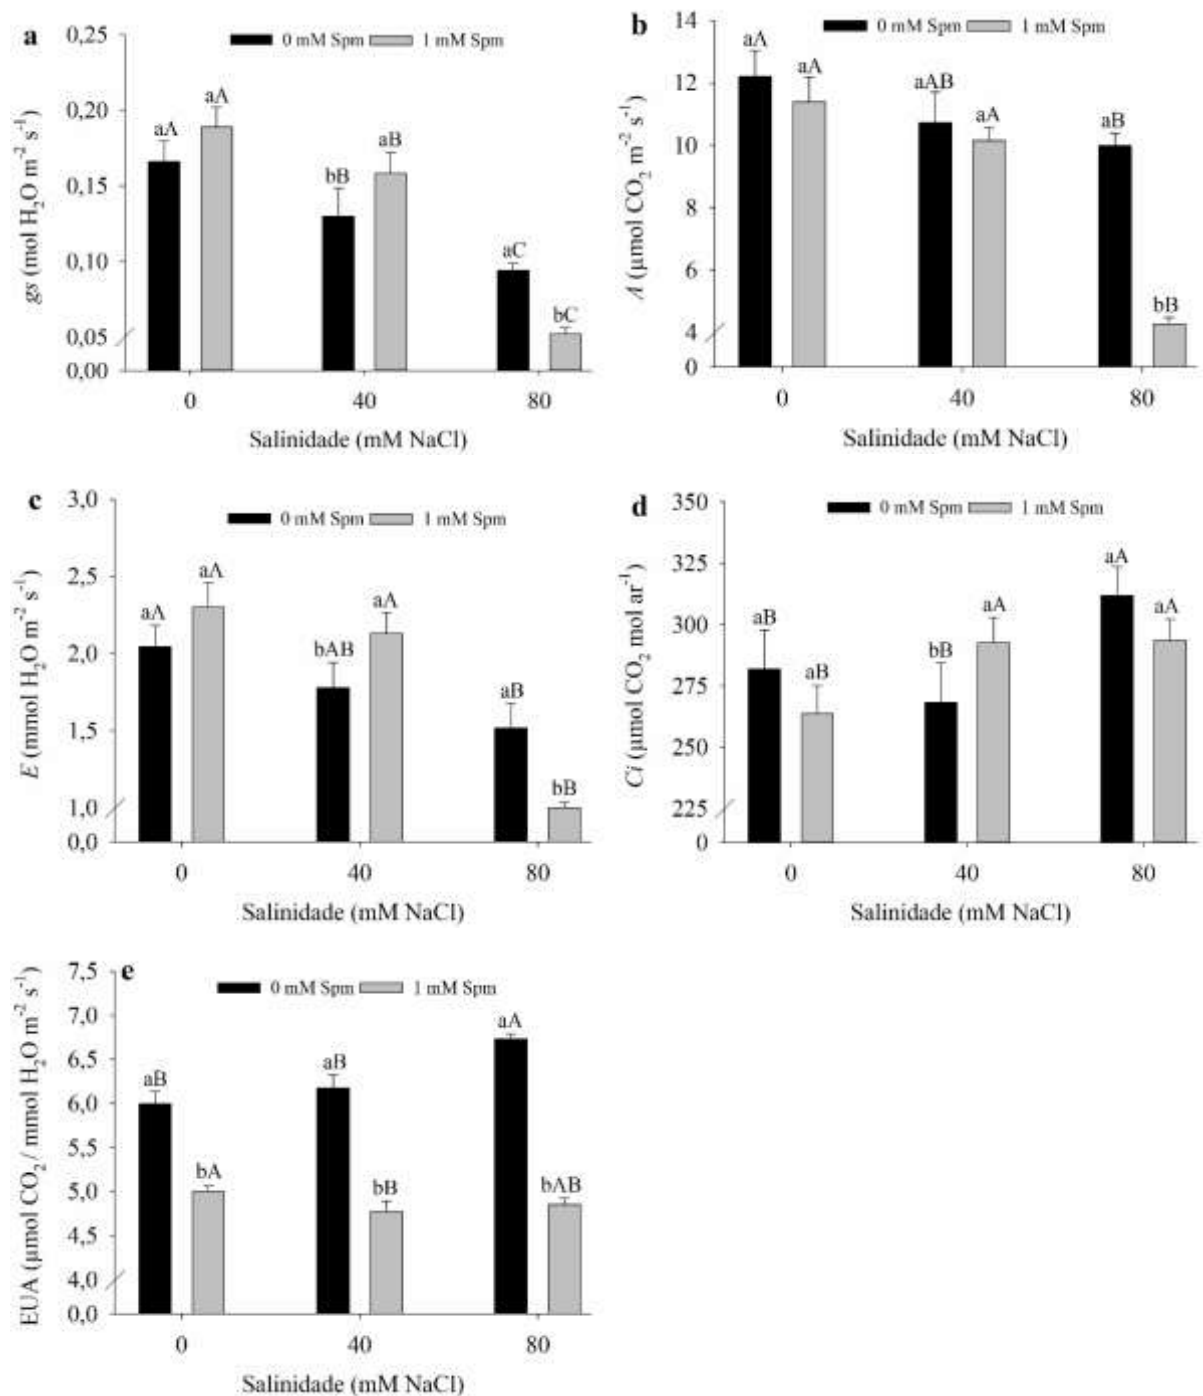 a
0 mM Spm 1 mM Spm
gs (mol H₂O m⁻² s⁻¹)
0,25
0,20
0,15
0,10
0,05
0,00
aA
aA
bB
aB
aC
bC
0 40 80
Salinidade (mM NaCl)
b
0 mM Spm 1 mM Spm
A (µmol CO₂ m⁻² s⁻¹)
14
12
10
8
6
4
0
aA
aA
aAB
aA
aB
bB
0 40 80
Salinidade (mM NaCl)
c
0 mM Spm 1 mM Spm
E (mmol H₂O m⁻² s⁻¹)
3,0
2,5
2,0
1,5
1,0
0,0
aA
aA
bAB
aA
aB
bB
0 40 80
Salinidade (mM NaCl)
d
0 mM Spm 1 mM Spm
Ci (µmol CO₂ mol ar⁻¹)
350
325
300
275
250
225
0
aB
aB
bB
aA
aA
aA
0 40 80
Salinidade (mM NaCl)
e
0 mM Spm 1 mM Spm
EUA (µmol CO₂ / mmol H₂O m⁻² s⁻¹)
7,5
7,0
6,5
6,0
5,5
5,0
4,5
4,0
0,0
aB
bA
aB
bB
aA
bAB
0 40 80
Salinidade (mM NaCl)